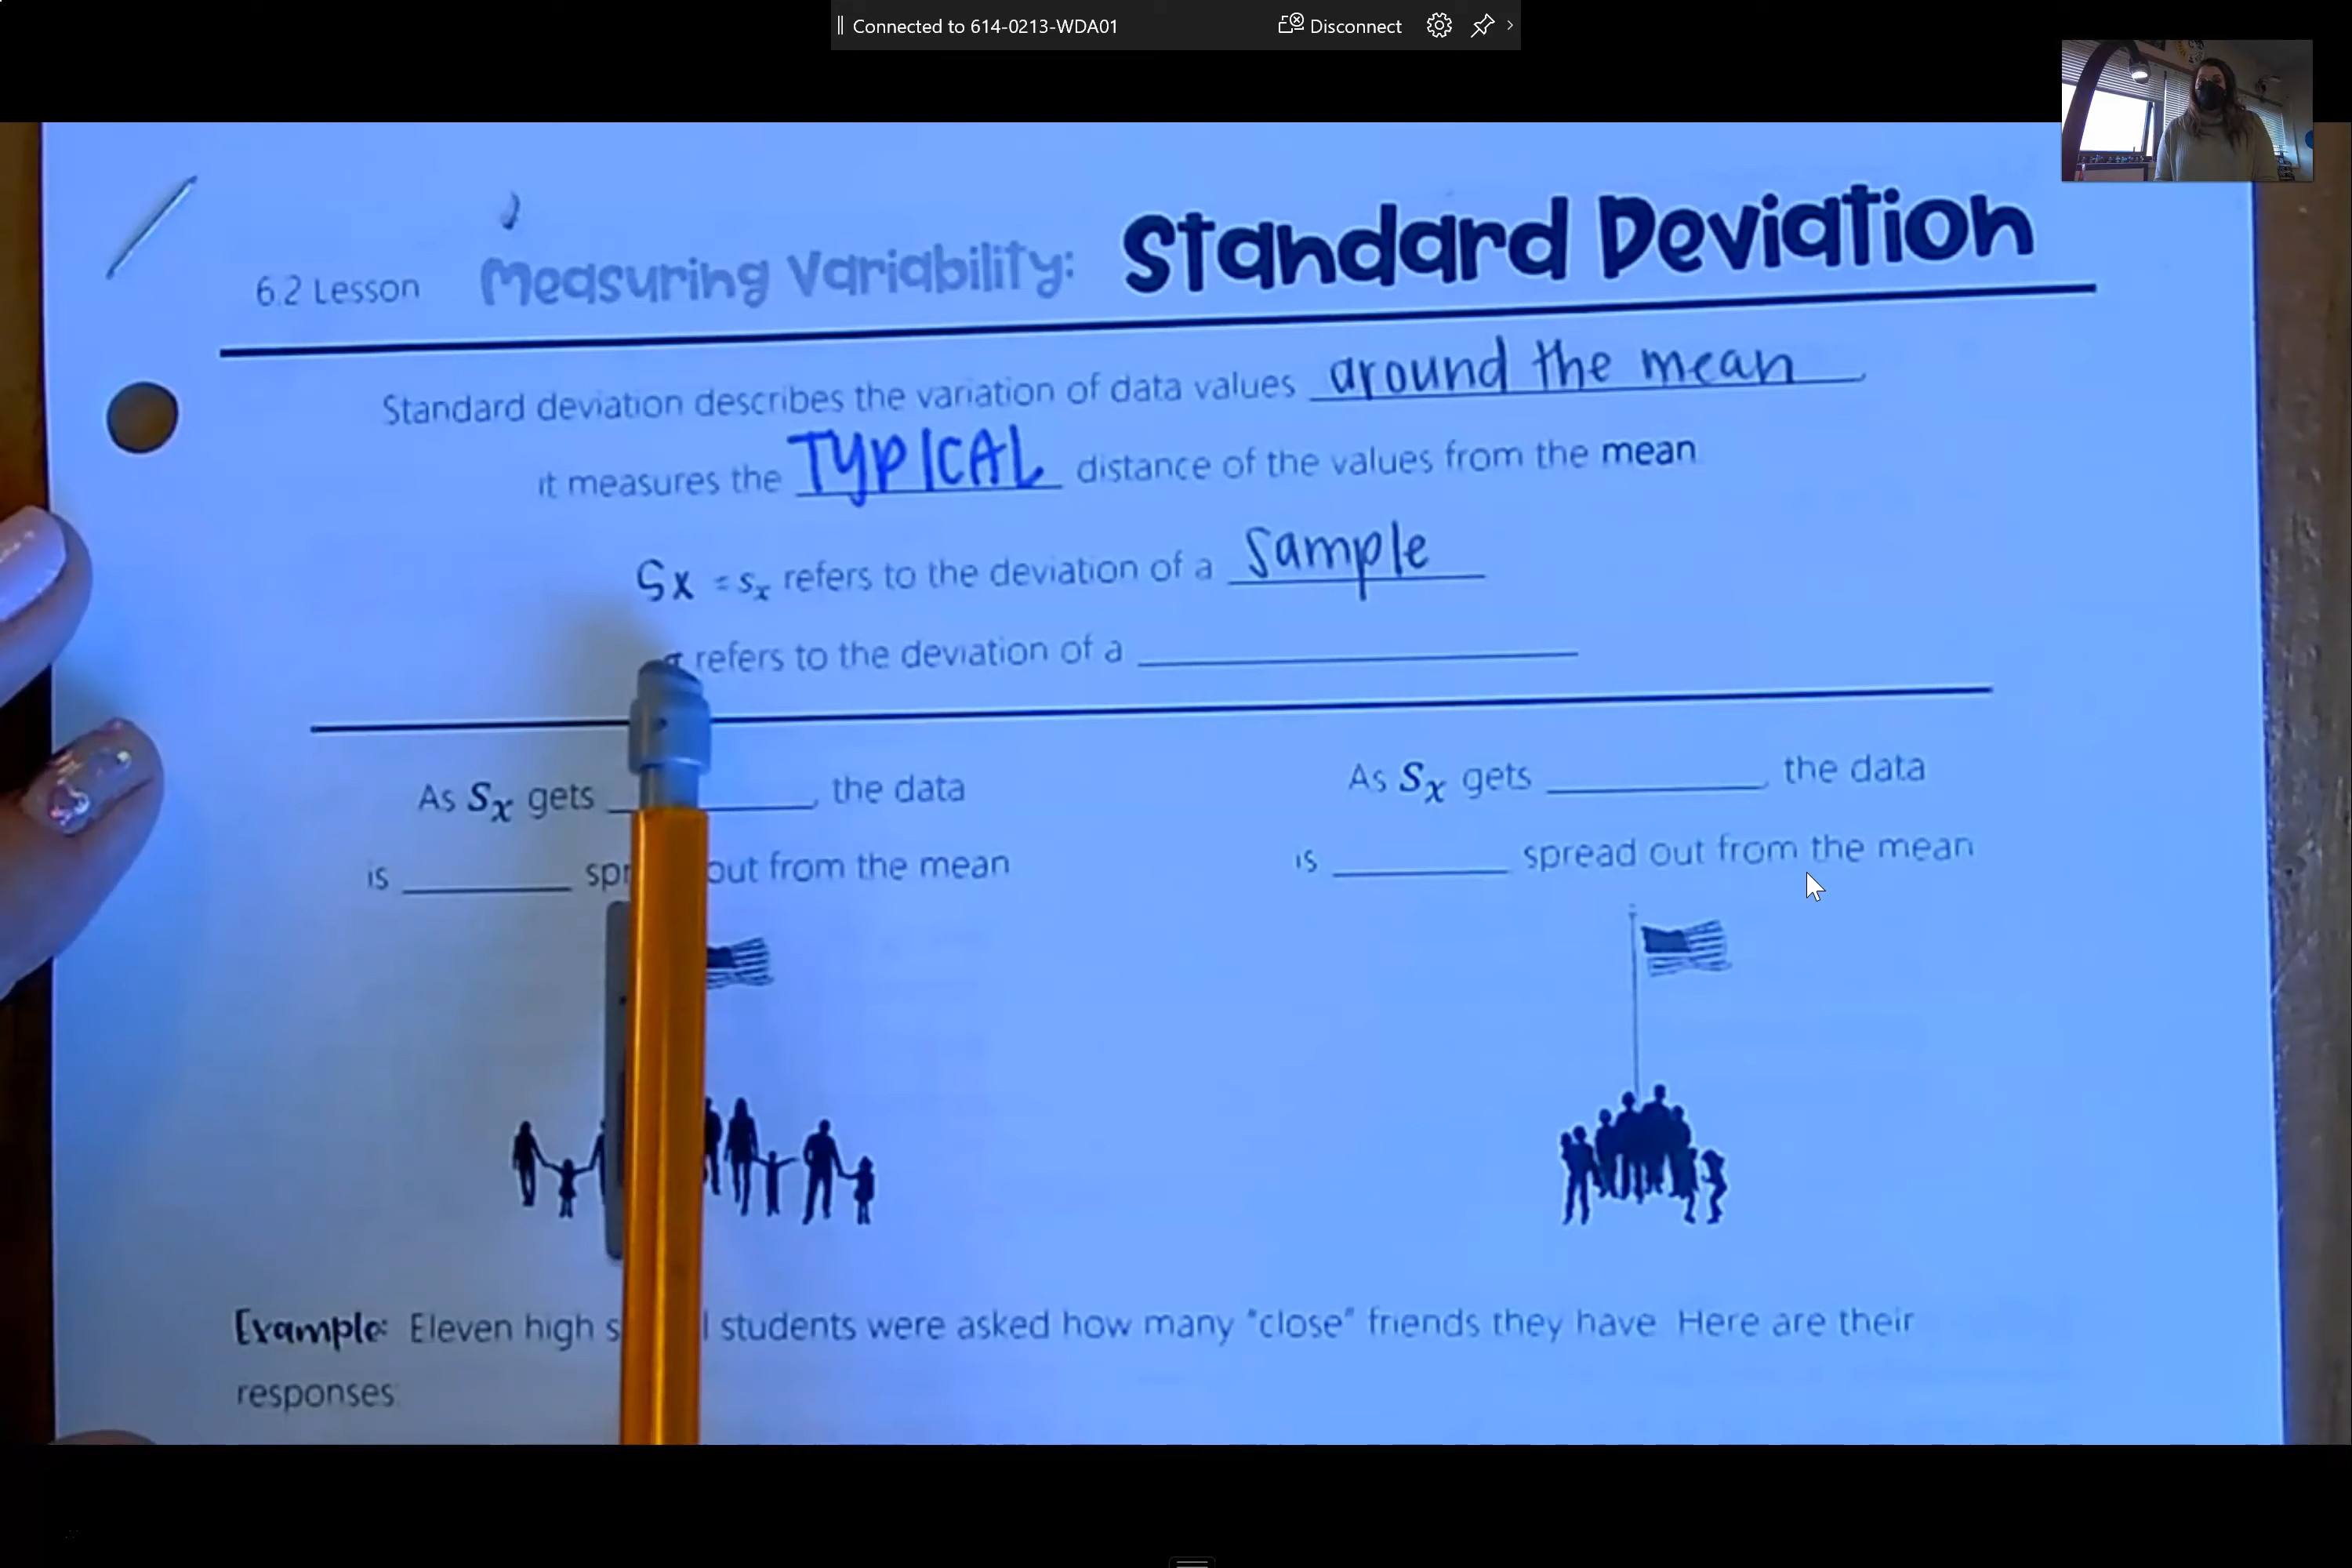 Connected to 614-0213-WDA01 Disconnect
6.2 Lesson Measuring Variability: Standard Deviation
Standard deviation describes the variation of data values around the mean
it measures the TYPICAL distance of the values from the mean
Sx = sx refers to the deviation of a sample
refers to the deviation of a
As Sx gets the data
is out from the mean
As Sx gets the data
is spread out from the mean
Example: Eleven high students were asked how many "close" friends they have Here are their
responses: